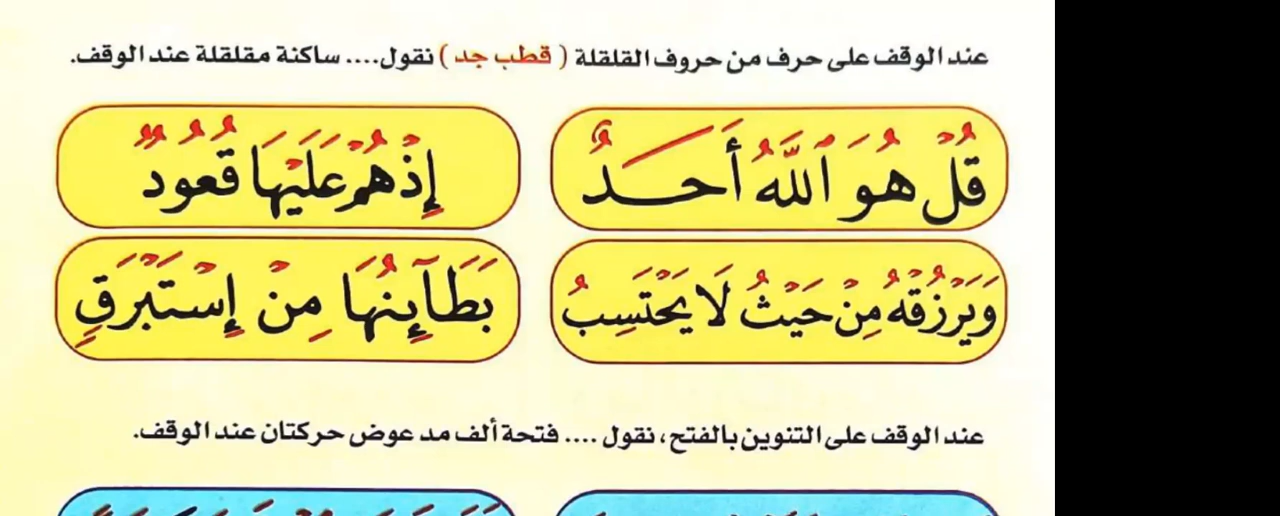 عند الوقف على حرف من حروف القلقلة ( قطب جد ) نقول.... ساكنة مقلقلة عند الوقف.
قُلْ هُوَ ٱللَّهُ أَحَـــدٌ
إِذْ هُمْ عَلَيْهَا قُعُودٌ
وَيَرْزُقْهُ مِنْ حَيْثُ لَا يَحْتَسِبُ
بَطَآئِنُهَا مِنْ إِسْتَبْرَقٍ
عند الوقف على التنوين بالفتح، نقول .... فتحة ألف مد عوض حركتان عند الوقف.